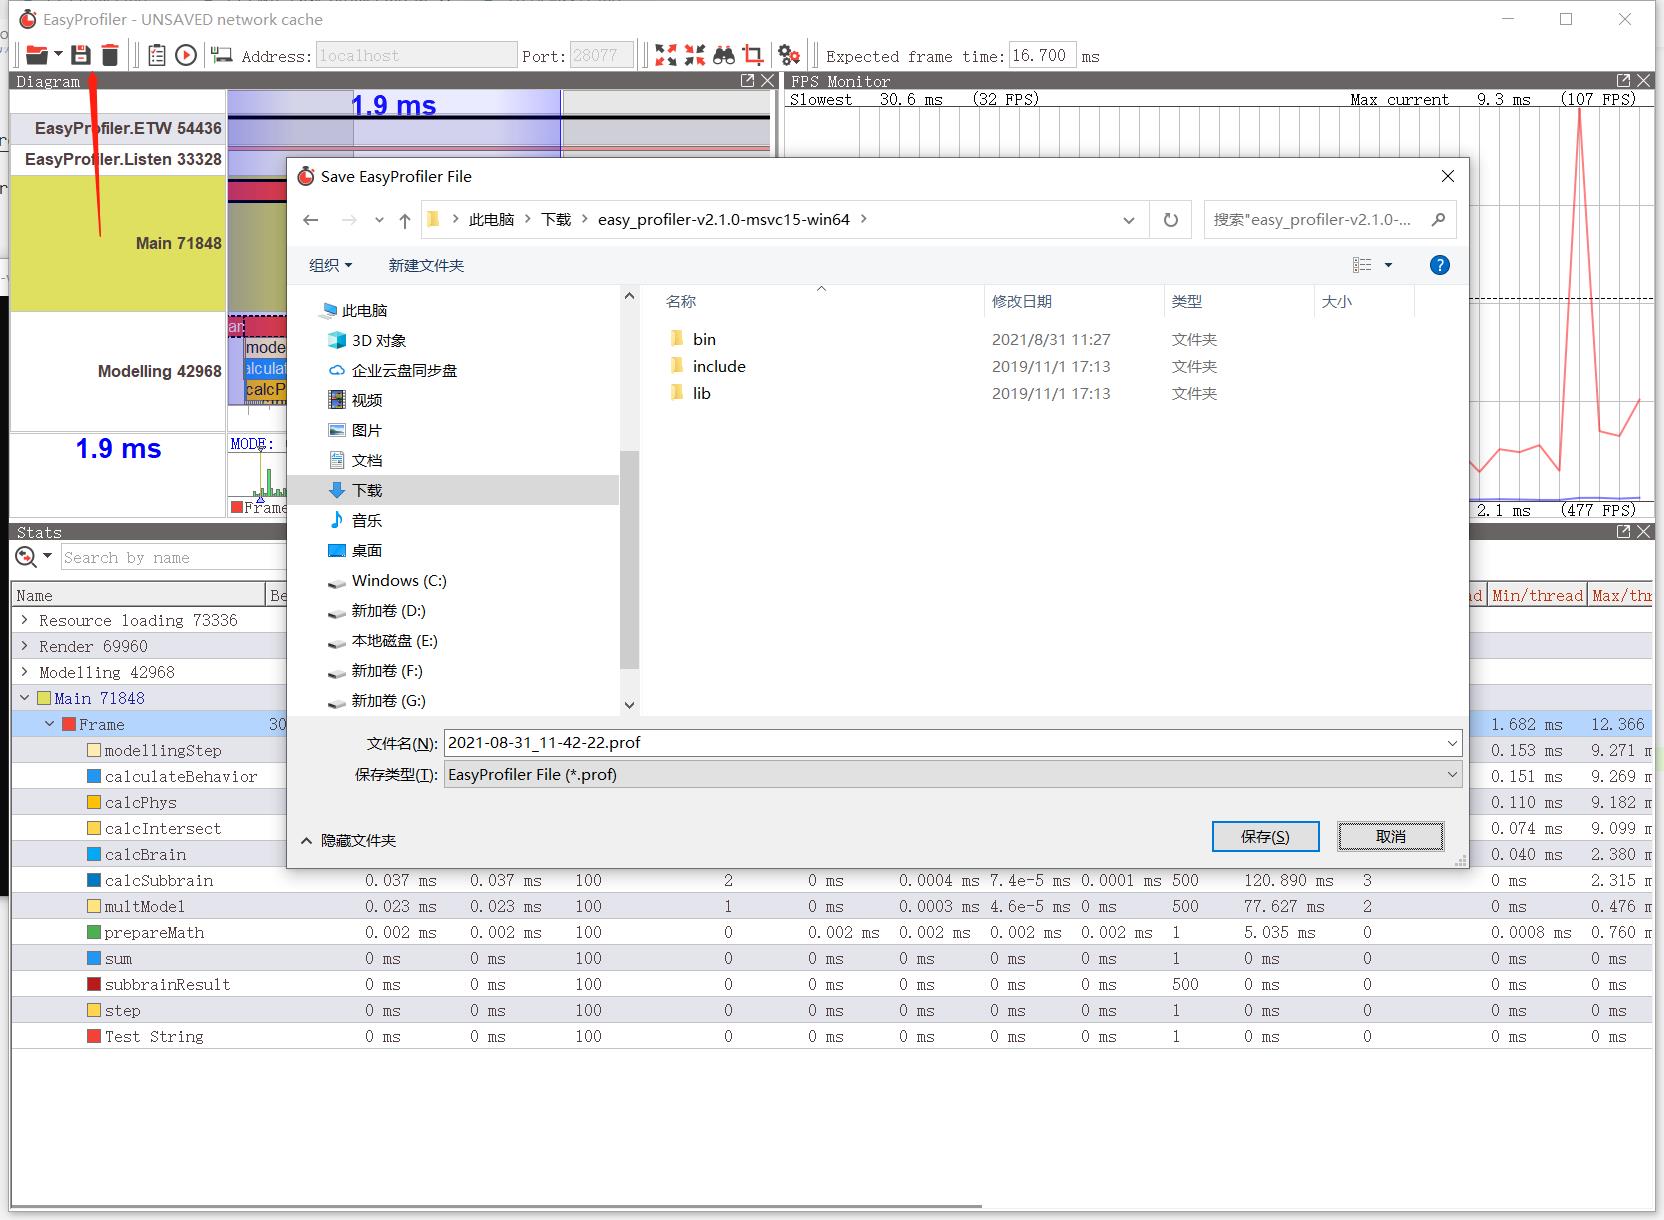 EasyProfiler - UNSAVED network cache
Address: localhost Port: 28077 Expected frame time: 16.700 ms
Diagram
FPS Monitor
1.9 ms
Slowest 30.6 ms (32 FPS) Max current 9.3 ms (107 FPS)
EasyProfiler.ETW 54436
EasyProfiler.Listen 33328
Main 71848
Modelling 42968
1.9 ms
MODE:
Frame
2.1 ms (477 FPS)
Save EasyProfiler File
此电脑 下载 easy_profiler-v2.1.0-msvc15-win64
搜索"easy_profiler-v2.1.0-...
组织 新建文件夹
名称 修改日期 类型 大小
此电脑
3D 对象
企业云盘同步盘
视频
图片
文档
下载
音乐
桌面
Windows (C:)
新加卷 (D:)
本地磁盘 (E:)
新加卷 (F:)
新加卷 (G:)
bin 2021/8/31 11:27 文件夹
include 2019/11/1 17:13 文件夹
lib 2019/11/1 17:13 文件夹
文件名(N): 2021-08-31_11-42-22.prof
保存类型(T): EasyProfiler File (*.prof)
隐藏文件夹 保存(S) 取消
Stats
Search by name
Name Min/thread
Resource loading 73336
Render 69960
Modelling 42968
Main 71848
Frame 1.682 ms 12.366
modellingStep 0.153 ms 9.271
calculateBehavior 0.151 ms 9.269
calcPhys 0.110 ms 9.182
calcIntersect 0.074 ms 9.099
calcBrain 0.040 ms 2.380
calcSubbrain 0.037 ms 0.037 ms 100 2 0 ms 0.0004 ms 7.4e-5 ms 0.0001 ms 500 120.890 ms 3 0 ms 2.315
multModel 0.023 ms 0.023 ms 100 1 0 ms 0.0003 ms 4.6e-5 ms 0 ms 500 77.627 ms 2 0 ms 0.476
prepareMath 0.002 ms 0.002 ms 100 0 0.002 ms 0.002 ms 0.002 ms 0.002 ms 1 5.035 ms 0 0.0008 ms 0.760
sum 0 ms 0 ms 100 0 0 ms 0 ms 0 ms 0 ms 1 0 ms 0 0 ms 0 ms
subbrainResult 0 ms 0 ms 100 0 0 ms 0 ms 0 ms 0 ms 500 0 ms 0 0 ms 0 ms
step 0 ms 0 ms 100 0 0 ms 0 ms 0 ms 0 ms 1 0 ms 0 0 ms 0 ms
Test String 0 ms 0 ms 100 0 0 ms 0 ms 0 ms 0 ms 1 0 ms 0 0 ms 0 ms